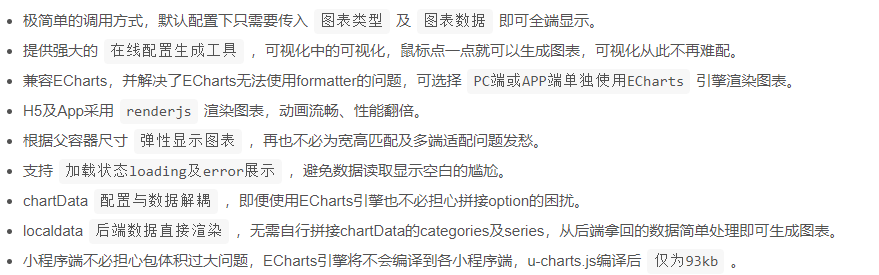 极简单的调用方式，默认配置下只需要传入 图表类型 及 图表数据 即可全端显示。
提供强大的 在线配置生成工具 ，可视化中的可视化，鼠标点一点就可以生成图表，可视化从此不再难配。
兼容ECharts，并解决了ECharts无法使用formatter的问题，可选择 PC端或APP端单独使用ECharts 引擎渲染图表。
H5及App采用 renderjs 渲染图表，动画流畅、性能翻倍。
根据父容器尺寸 弹性显示图表 ，再也不必为宽高匹配及多端适配问题发愁。
支持 加载状态loading及error展示 ，避免数据读取显示空白的尴尬。
chartData 配置与数据解耦 ，即便使用ECharts引擎也不必担心拼接option的困扰。
localdata 后端数据直接渲染 ，无需自行拼接chartData的categories及series，从后端拿回的数据简单处理即可生成图表。
小程序端不必担心包体积过大问题，ECharts引擎将不会编译到各小程序端，u-charts.js编译后 仅为93kb 。